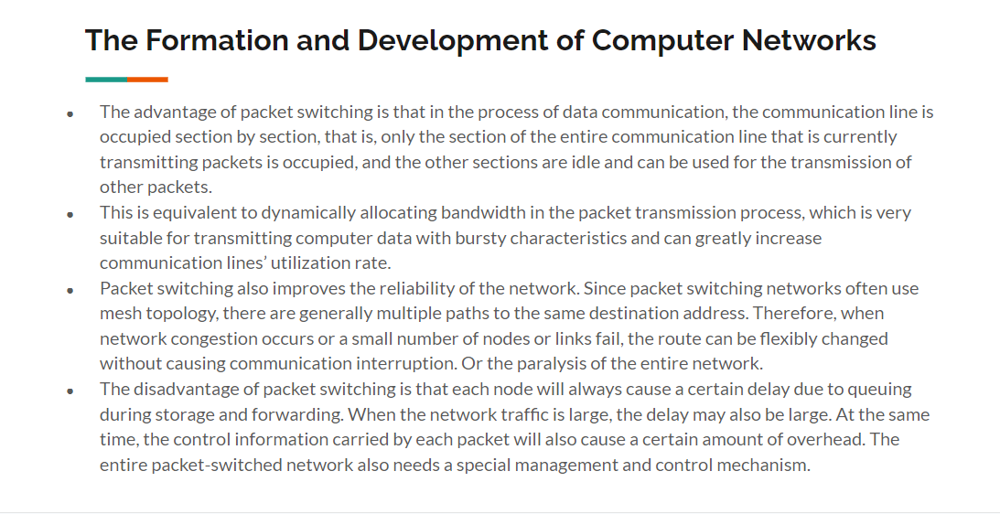 The Formation and Development of Computer Networks
● The advantage of packet switching is that in the process of data communication, the communication line is
occupied section by section, that is, only the section of the entire communication line that is currently
transmitting packets is occupied, and the other sections are idle and can be used for the transmission of
other packets.
● This is equivalent to dynamically allocating bandwidth in the packet transmission process, which is very
suitable for transmitting computer data with bursty characteristics and can greatly increase
communication lines’ utilization rate.
● Packet switching also improves the reliability of the network. Since packet switching networks often use
mesh topology, there are generally multiple paths to the same destination address. Therefore, when
network congestion occurs or a small number of nodes or links fail, the route can be flexibly changed
without causing communication interruption. Or the paralysis of the entire network.
● The disadvantage of packet switching is that each node will always cause a certain delay due to queuing
during storage and forwarding. When the network traffic is large, the delay may also be large. At the same
time, the control information carried by each packet will also cause a certain amount of overhead. The
entire packet-switched network also needs a special management and control mechanism.